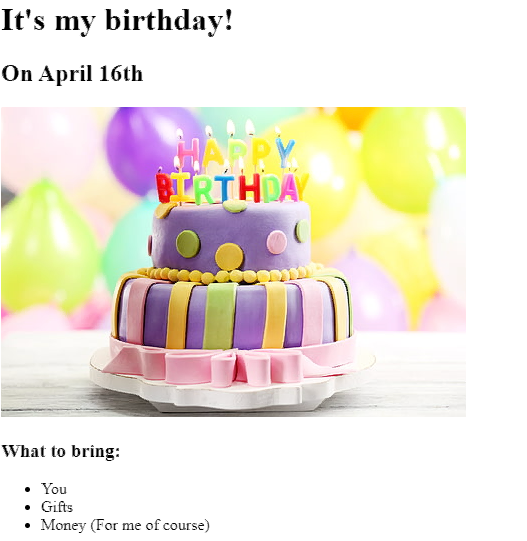 It's my birthday!
On April 16th
HAPPY
BIRTHDAY
What to bring:
You
Gifts
Money (For me of course)